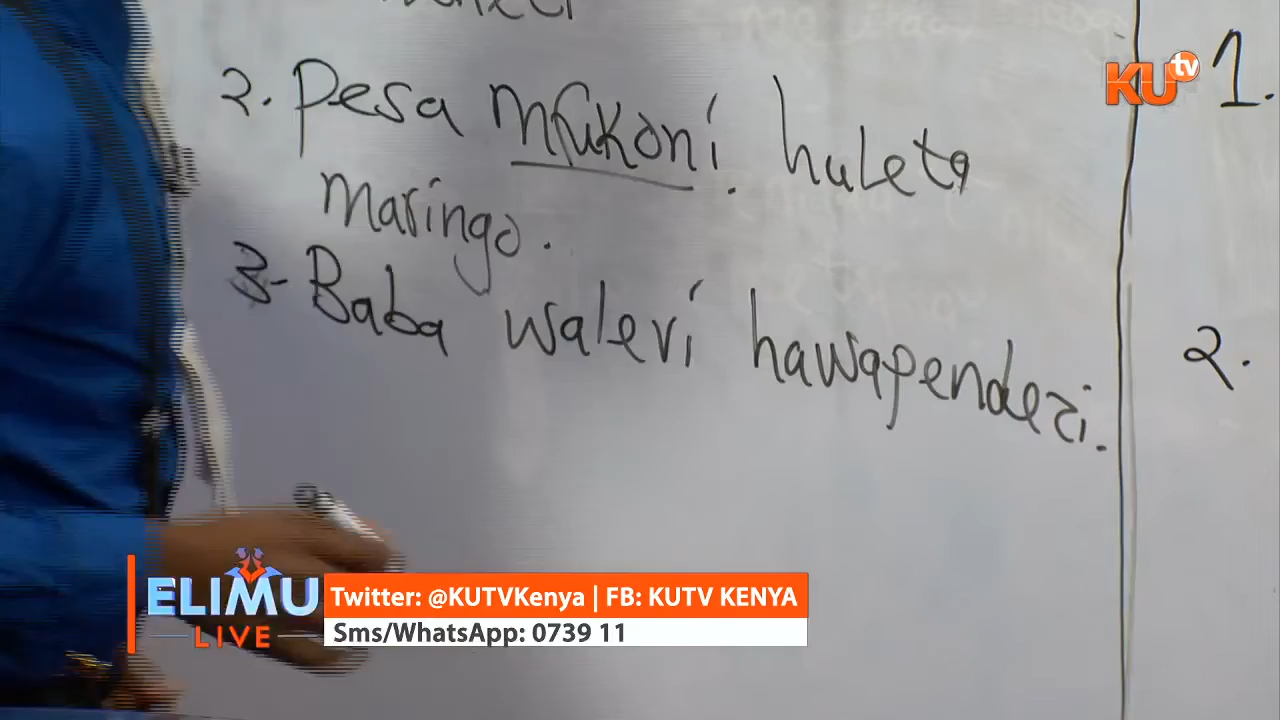 2. Pesa mfukoni huleta
maringo.
3- Baba walevi hawapendezi.
1.
2.
KU tv
ELIMU
LIVE
Twitter: @KUTVKenya | FB: KUTV KENYA
Sms/WhatsApp: 0739 11